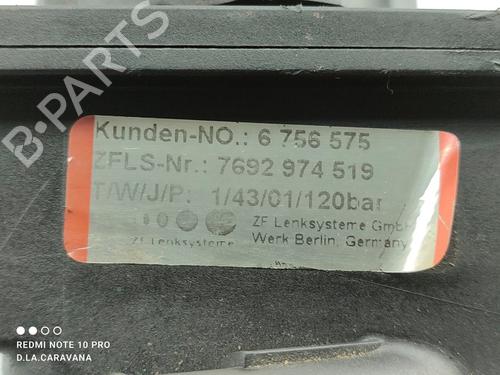 Kunden-NO.: 6 756 575
ZFLS-Nr.: 7692 974 519
T/W/J/P: 1/43/01/120bar
ZF Lenksysteme GmbH
ZF Lenksysteme Werk Berlin, Germany
B-PARTS
REDMI NOTE 10 PRO
D.LA.CARAVANA